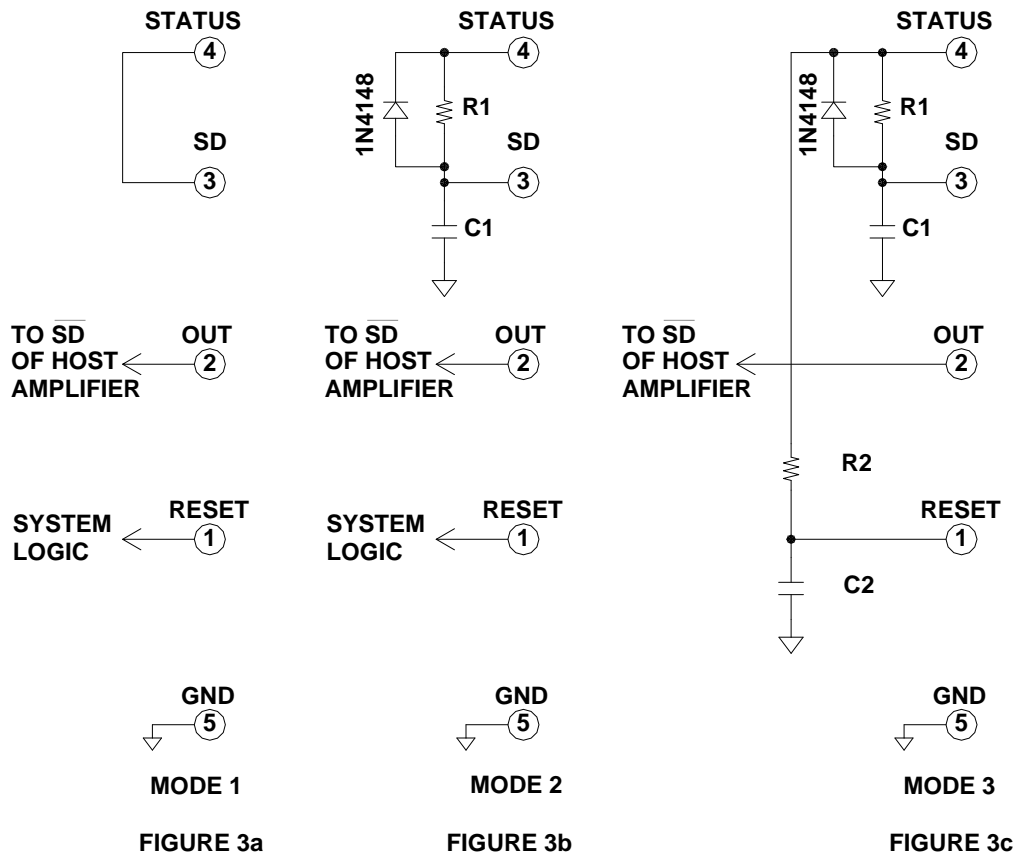 STATUS
4
SD
3
TO SD
OF HOST
AMPLIFIER
OUT
2
SYSTEM
LOGIC
RESET
1
GND
5
MODE 1
FIGURE 3a
STATUS
4
1N4148
R1
SD
3
C1
TO SD
OF HOST
AMPLIFIER
OUT
2
SYSTEM
LOGIC
RESET
1
GND
5
MODE 2
FIGURE 3b
STATUS
4
1N4148
R1
SD
3
C1
TO SD
OF HOST
AMPLIFIER
OUT
2
R2
RESET
1
C2
GND
5
MODE 3
FIGURE 3c